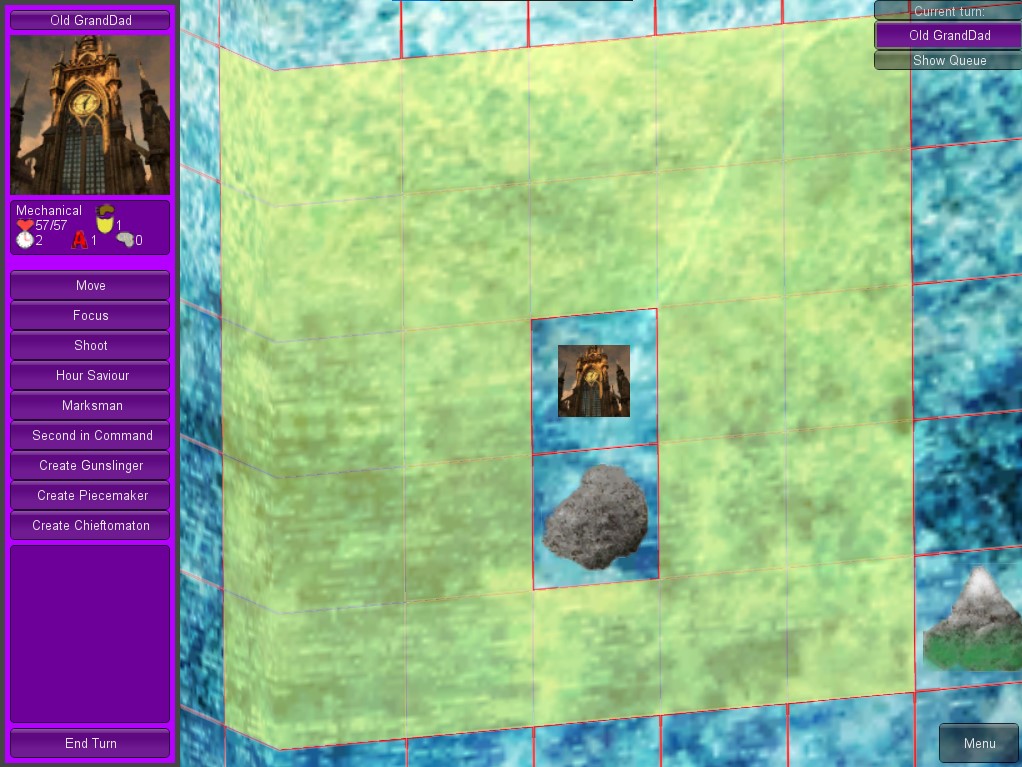 Old GrandDad
Mechanical
57/57
1
2
1
0
Move
Focus
Shoot
Hour Saviour
Marksman
Second in Command
Create Gunslinger
Create Piecemaker
Create Chieftomaton
End Turn
Current turn:
Old GrandDad
Show Queue
Menu